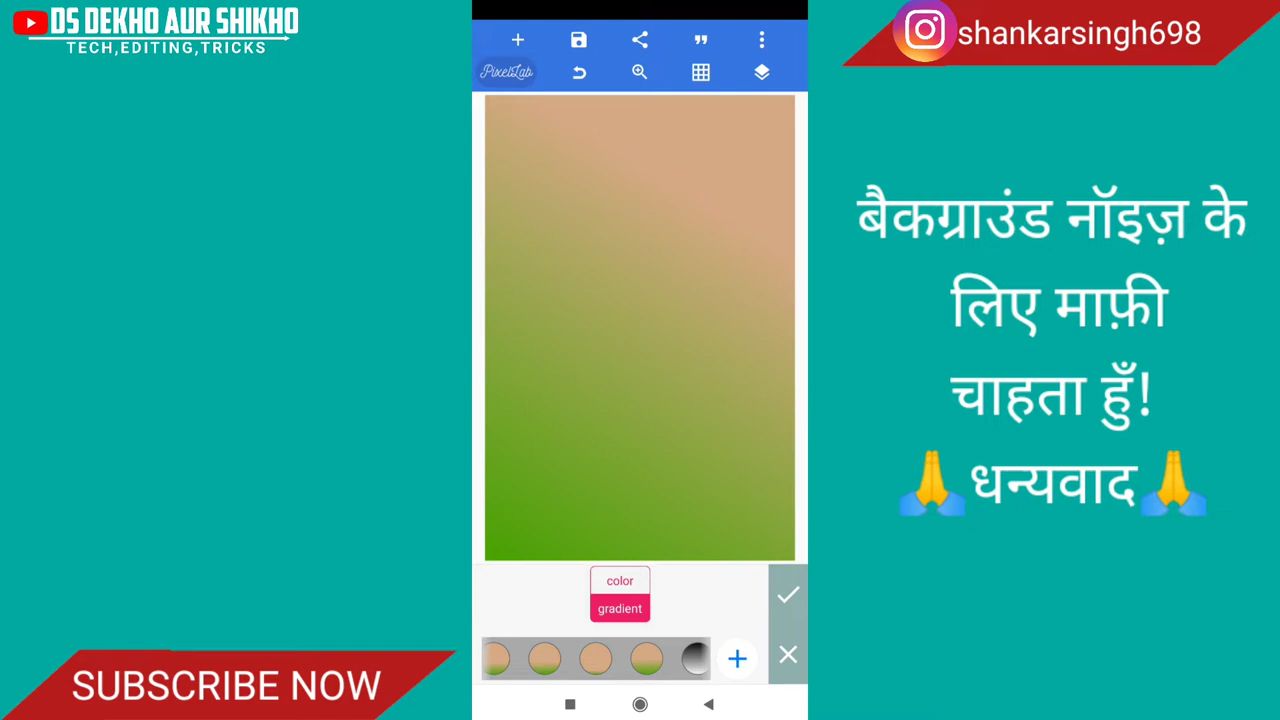 DS DEKHO AUR SHIKHO
TECH,EDITING,TRICKS
shankarsingh698
PixelLab
बैकग्राउंड नॉइज़ के
लिए माफ़ी
चाहता हुँ!
🙏धन्यवाद🙏
color
gradient
SUBSCRIBE NOW